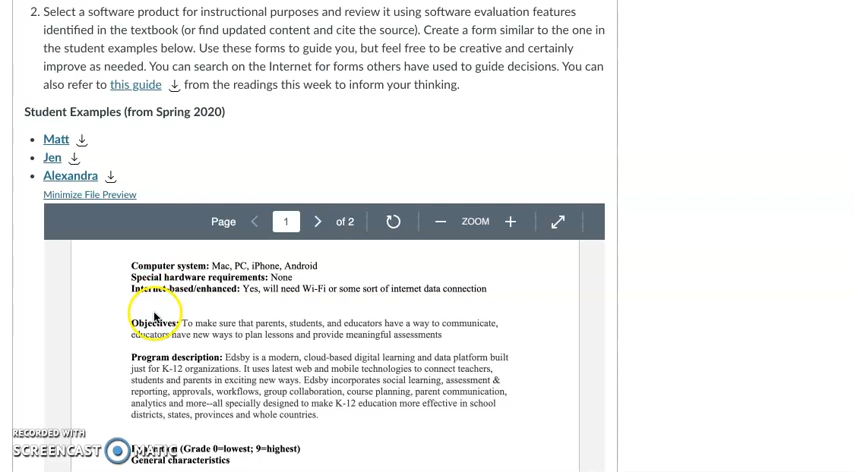 2. Select a software product for instructional purposes and review it using software evaluation features
identified in the textbook (or find updated content and cite the source). Create a form similar to the one in
the student examples below. Use these forms to guide you, but feel free to be creative and certainly
improve as needed. You can search on the Internet for forms others have used to guide decisions. You can
also refer to this guide from the readings this week to inform your thinking.
Student Examples (from Spring 2020)
Matt
Jen
Alexandra
Minimize File Preview
Page 1 of 2 ZOOM
Computer system: Mac, PC, iPhone, Android
Special hardware requirements: None
Internet-based/enhanced: Yes, will need Wi-Fi or some sort of internet data connection
Objectives: To make sure that parents, students, and educators have a way to communicate,
educators have new ways to plan lessons and provide meaningful assessments
Program description: Edsby is a modern, cloud-based digital learning and data platform built
just for K-12 organizations. It uses latest web and mobile technologies to connect teachers,
students and parents in exciting new ways. Edsby incorporates social learning, assessment &
reporting, approvals, workflows, group collaboration, course planning, parent communication,
analytics and more--all specially designed to make K-12 education more effective in school
districts, states, provinces and whole countries.
(Grade 0=lowest; 9=highest)
General characteristics
RECORDED WITH
SCREENCAST MATIC